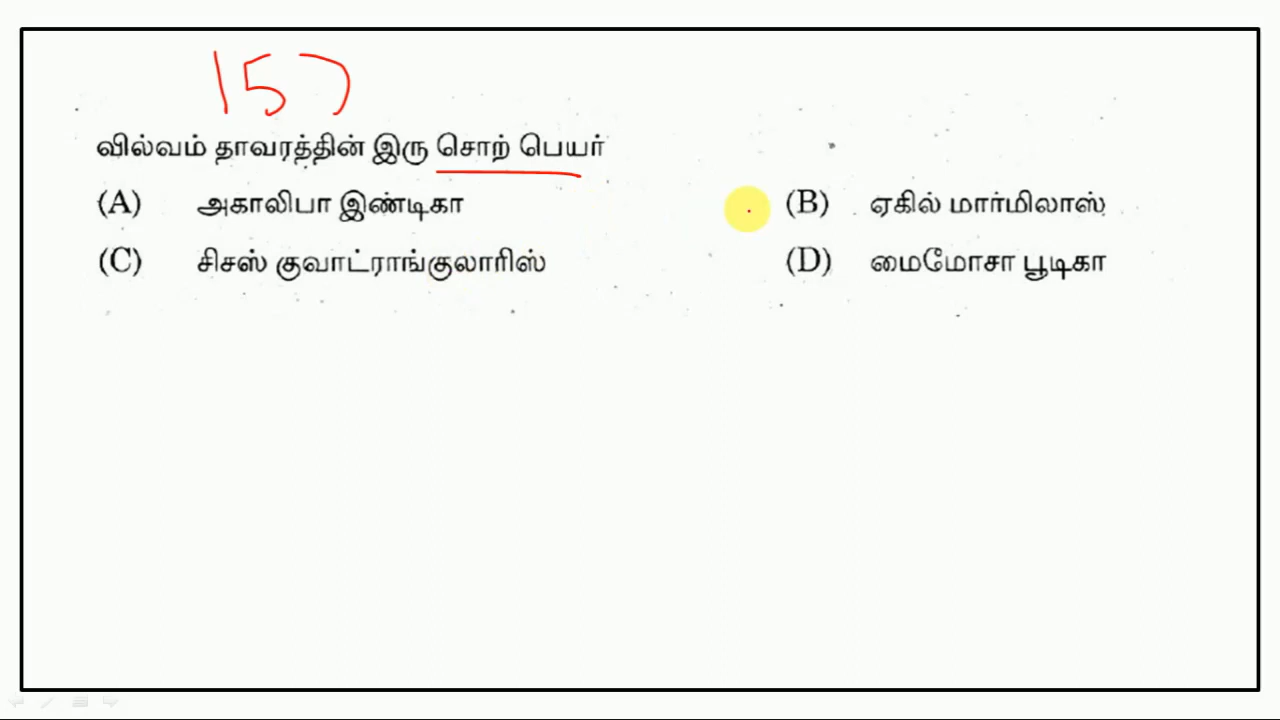 157
வில்வம் தாவரத்தின் இரு சொற் பெயர்
(A) அகாலிபா இண்டிகா (B) ஏகில் மார்மிலாஸ்
(C) சிசஸ் குவாட்ராங்குலாரிஸ் (D) மைமோசா பூடிகா